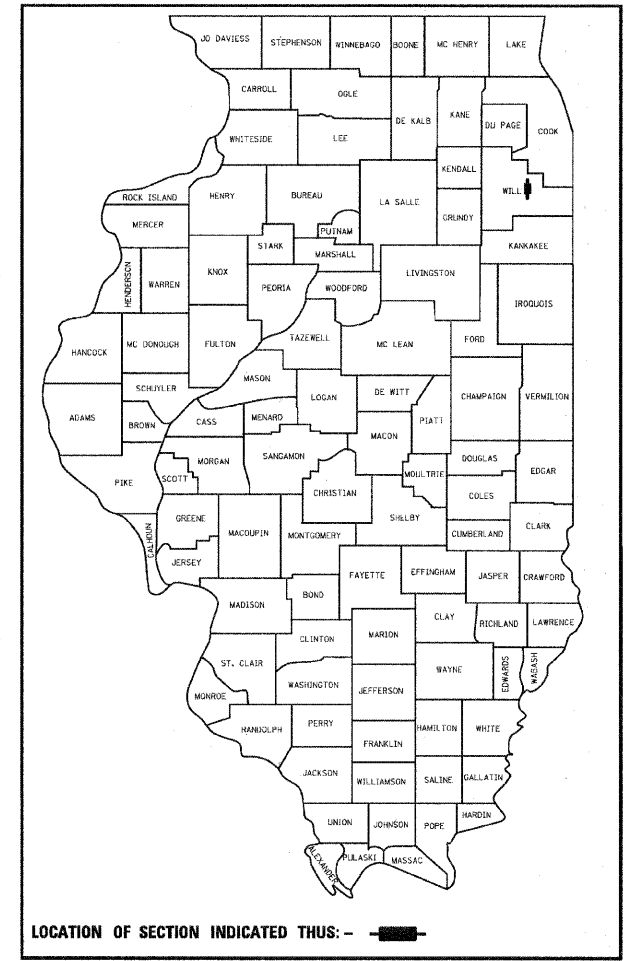 JO DAVIESS
STEPHENSON
WINNEBAGO
BOONE
MC HENRY
LAKE
CARROLL
OGLE
DE KALB
KANE
DU PAGE
COOK
WHITESIDE
LEE
KENDALL
WILL
ROCK ISLAND
HENRY
BUREAU
LA SALLE
GRUNDY
MERCER
PUTNAM
STARK
MARSHALL
KANKAKEE
HENDERSON
WARREN
KNOX
PEORIA
WOODFORD
LIVINGSTON
IROQUOIS
HANCOCK
MC DONOUGH
FULTON
TAZEWELL
MC LEAN
FORD
MASON
SCHUYLER
LOGAN
DE WITT
CHAMPAIGN
VERMILION
ADAMS
BROWN
CASS
MENARD
MACON
PIATT
SANGAMON
MORGAN
SCOTT
PIKE
CHRISTIAN
MOULTRIE
DOUGLAS
EDGAR
COLES
SHELBY
CALHOUN
GREENE
MACOUPIN
MONTGOMERY
CUMBERLAND
CLARK
JERSEY
FAYETTE
EFFINGHAM
JASPER
CRAWFORD
MADISON
BOND
CLAY
RICHLAND
LAWRENCE
CLINTON
MARION
ST. CLAIR
WAYNE
EDWARDS
WABASH
WASHINGTON
JEFFERSON
MONROE
RANDOLPH
PERRY
HAMILTON
WHITE
FRANKLIN
JACKSON
WILLIAMSON
SALINE
GALLATIN
UNION
JOHNSON
POPE
HARDIN
ALEXANDER
PULASKI
MASSAC
LOCATION OF SECTION INDICATED THUS: -